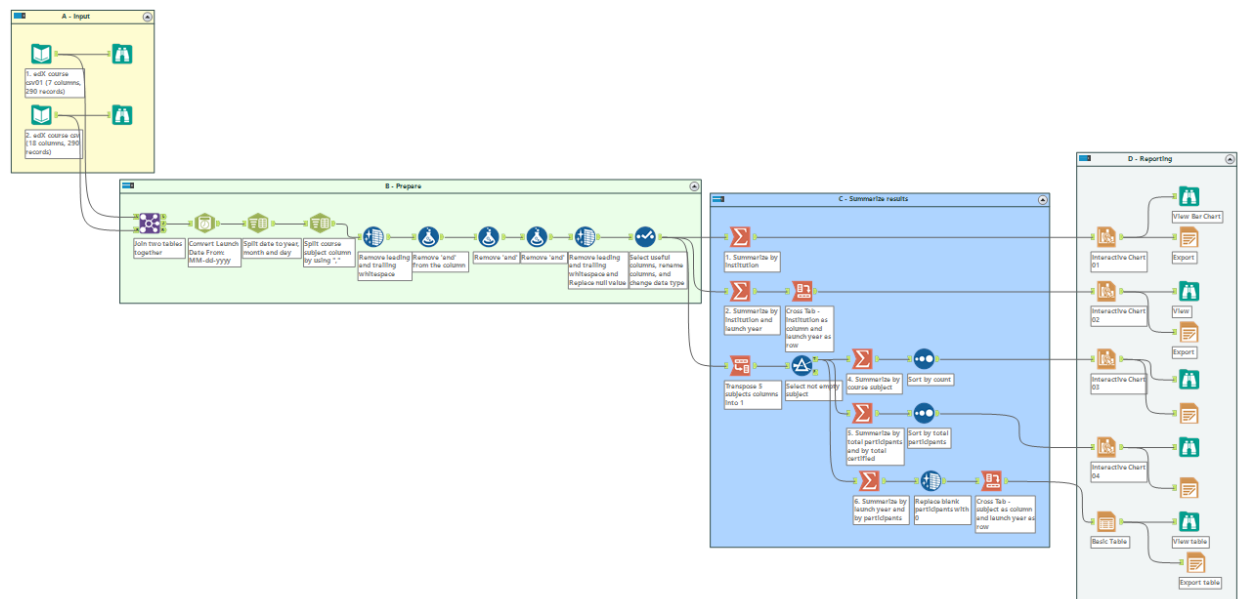 A - Input
1. edX course
csv01 (7 columns,
290 records)
2. edX course csv
(18 columns, 290
records)
B - Prepare
Join two tables
together
Convert Launch
Date From:
MM-dd-yyyy
Split date to year,
month and day
Split course
subject column
by using ","
Remove leading
and trailing
whitespace
Remove 'and'
from the column
Remove 'and'
Remove 'and'
Remove leading
and trailing
whitespace and
Replace null value
Select useful
columns, rename
columns, and
change data type
C - Summarize results
1. Summarize by
institution
2. Summarize by
institution and
launch year
Cross Tab -
institution as
column and
launch year as
row
Transpose 5
subjects columns
into 1
Select not empty
subject
4. Summarize by
course subject
Sort by count
5. Summarize by
total participants
and by total
certified
Sort by total
participants
6. Summarize by
launch year and
by participants
Replace blank
participants with
0
Cross Tab -
subject as column
and launch year as
row
D - Reporting
View Bar Chart
Interactive Chart
01
Export
Interactive Chart
02
View
Export
Interactive Chart
03
Interactive Chart
04
Basic Table
View table
Export table